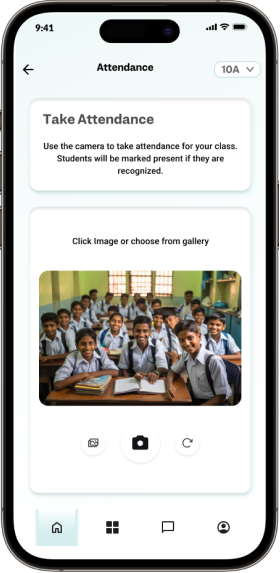 9:41
Attendance
10A
Take Attendance
Use the camera to take attendance for your class.
Students will be marked present if they are
recognized.
Click Image or choose from gallery